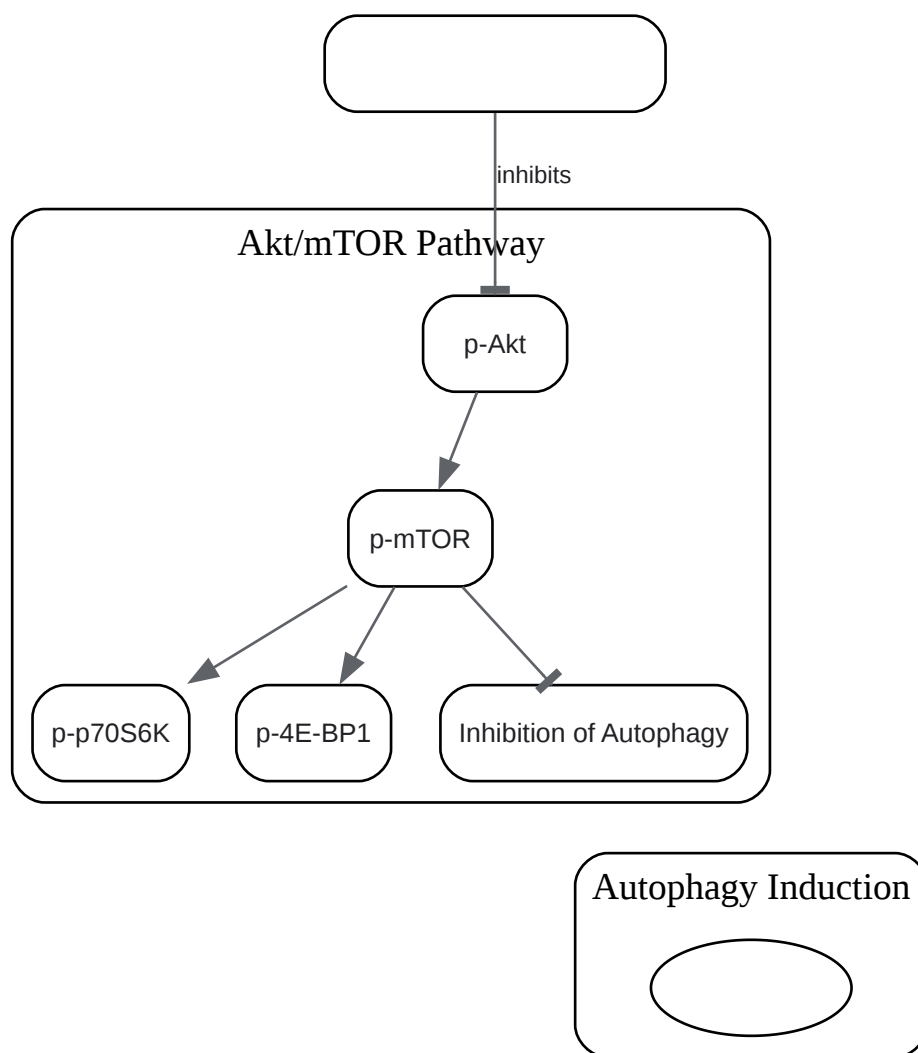 inhibits
Akt/mTOR Pathway
p-Akt
p-mTOR
p-p70S6K
p-4E-BP1
Inhibition of Autophagy
Autophagy Induction